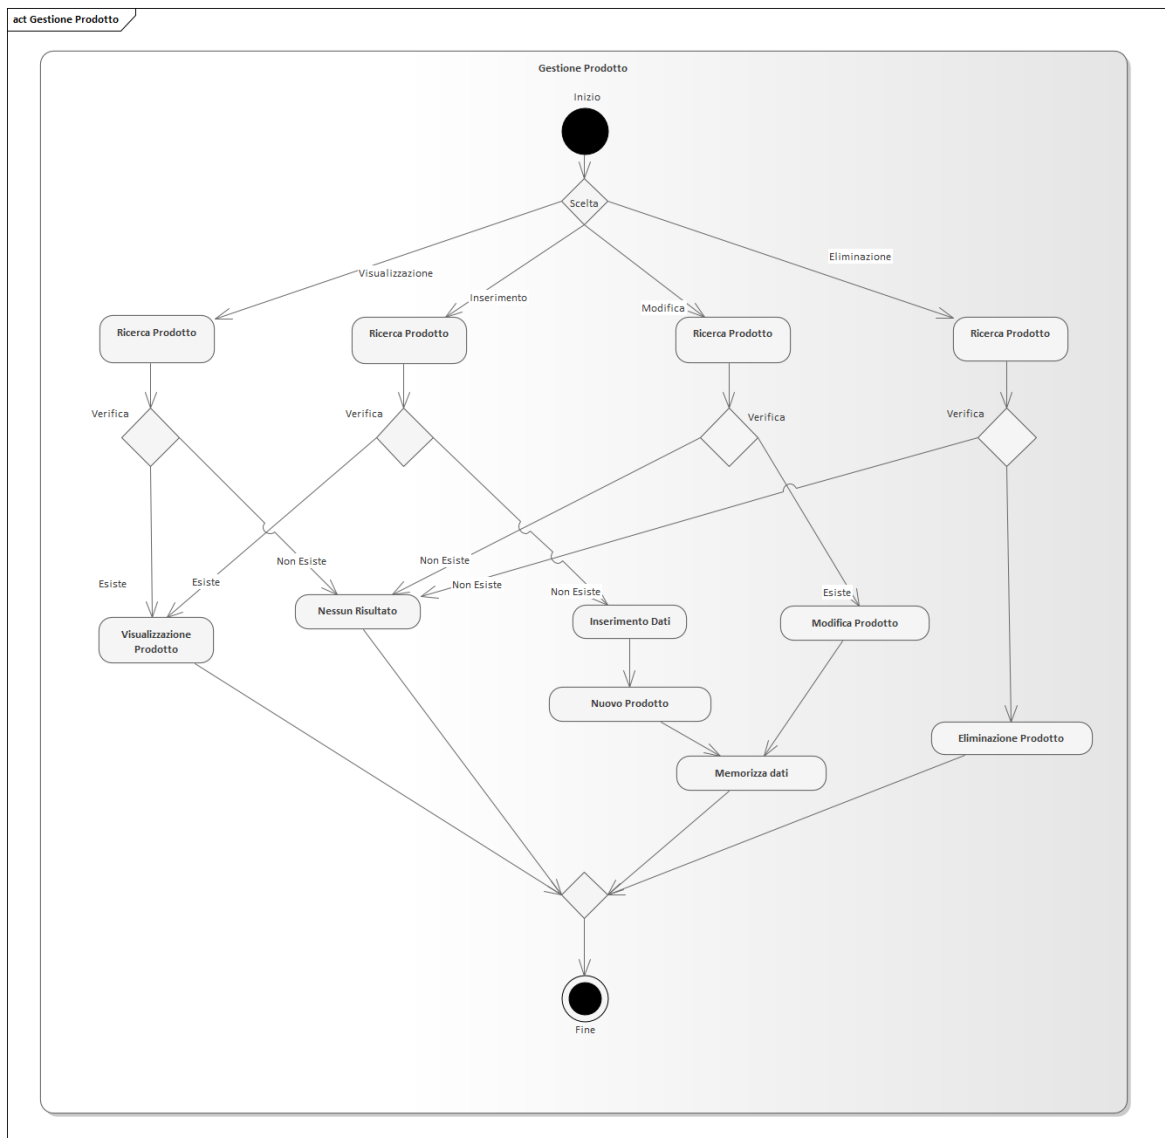 act Gestione Prodotto
Gestione Prodotto
Inizio
Scelta
Visualizzazione
Inserimento
Modifica
Eliminazione
Ricerca Prodotto
Ricerca Prodotto
Ricerca Prodotto
Ricerca Prodotto
Verifica
Verifica
Verifica
Verifica
Esiste
Esiste
Non Esiste
Non Esiste
Non Esiste
Non Esiste
Esiste
Nessun Risultato
Visualizzazione
Prodotto
Inserimento Dati
Modifica Prodotto
Nuovo Prodotto
Eliminazione Prodotto
Memorizza dati
Fine